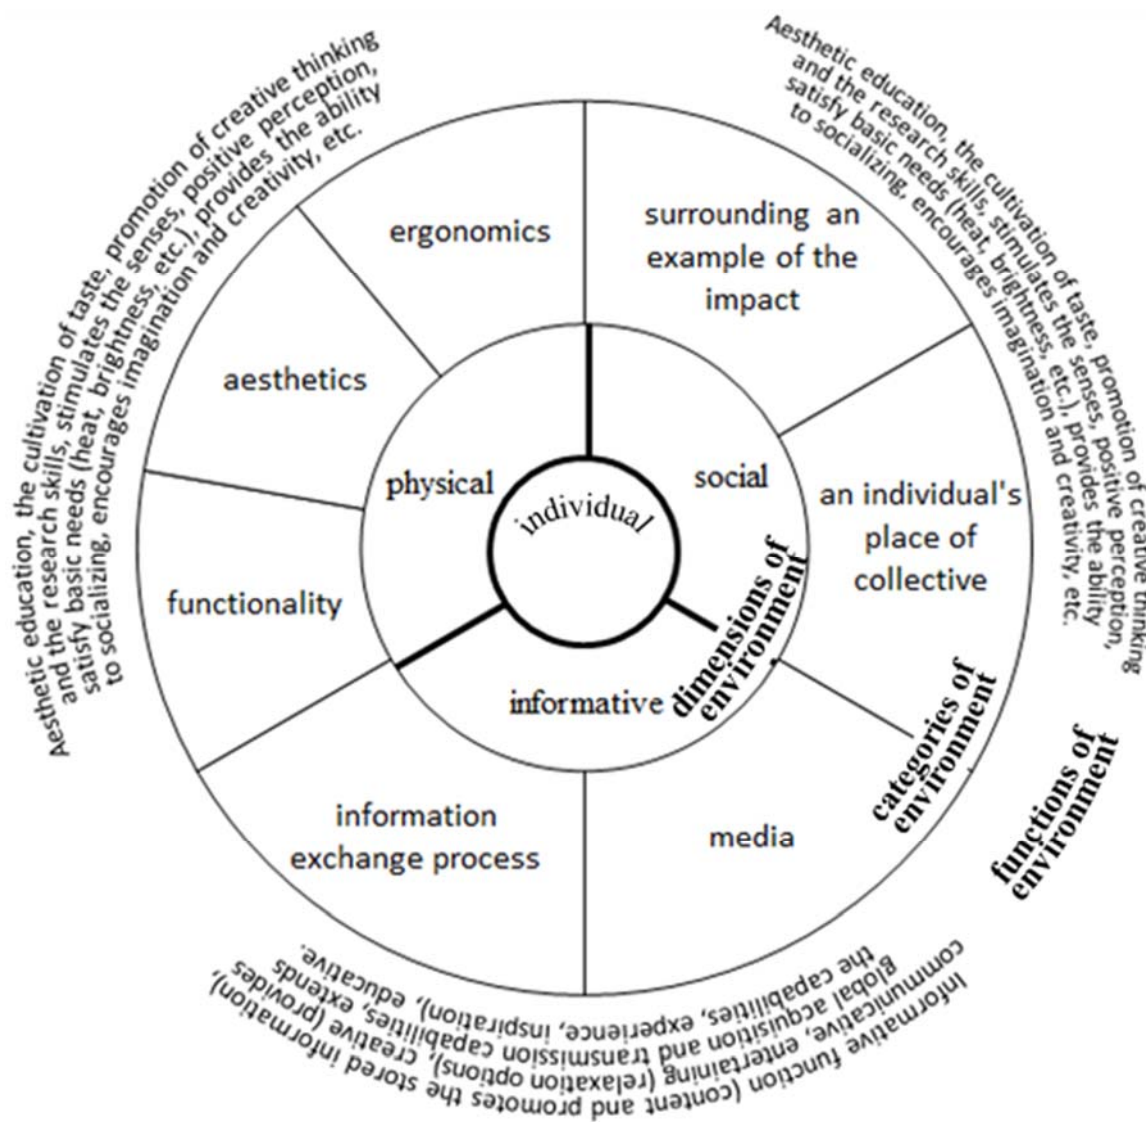 Aesthetic education, the cultivation of taste, promotion of creative thinking
and the research skills, stimulates the senses, positive perception,
satisfy basic needs (heat, brightness, etc.), provides the ability
to socializing, encourages imagination and creativity, etc.
Aesthetic education, the cultivation of taste, promotion of creative thinking
and the research skills, stimulates the senses, positive perception,
satisfy basic needs (heat, brightness, etc.), provides the ability
to socializing, encourages imagination and creativity, etc.
ergonomics
surrounding an
example of the
impact
aesthetics
physical
social
individual
an individual's
place of
collective
functionality
informative
dimensions of
environment
categories of
environment
functions of
environment
information
exchange process
media
Informative function (content and promotes the stored information),
communicative, entertaining (relaxation options), creative (provides
global acquisition and transmission capabilities, extends
the capabilities, experience, inspiration), educative.